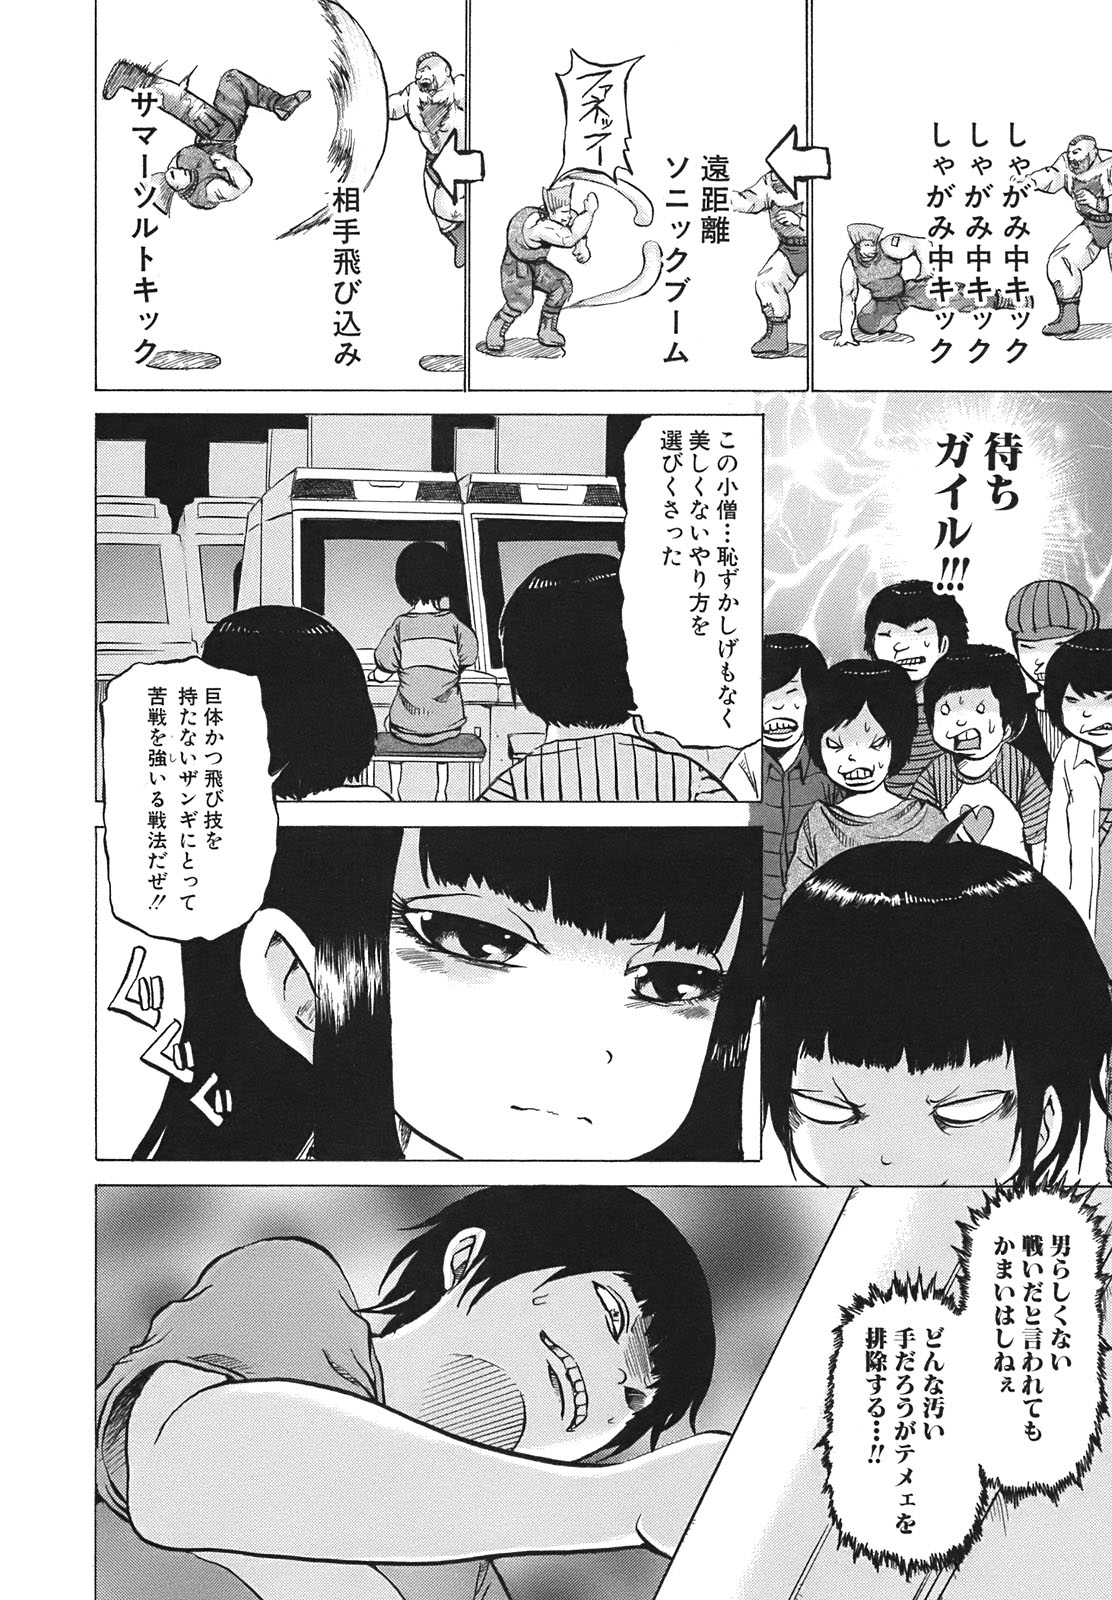 しゃがみ中キック
しゃがみ中キック
しゃがみ中キック
遠距離
ソニックブーム
ファネッフー
相手飛び込み
サマーソルトキック
待ち
ガイル!!!
この小僧…恥ずかしげもなく
美しくないやり方を
選びくさった
巨体かつ飛び技を
持たないザンギにとって
苦戦を強いる戦法だぜ!!
し
男らしくない
戦いだと言われても
かまいはしねェ
どんな汚い
手だろうがテメェを
排除する…!!